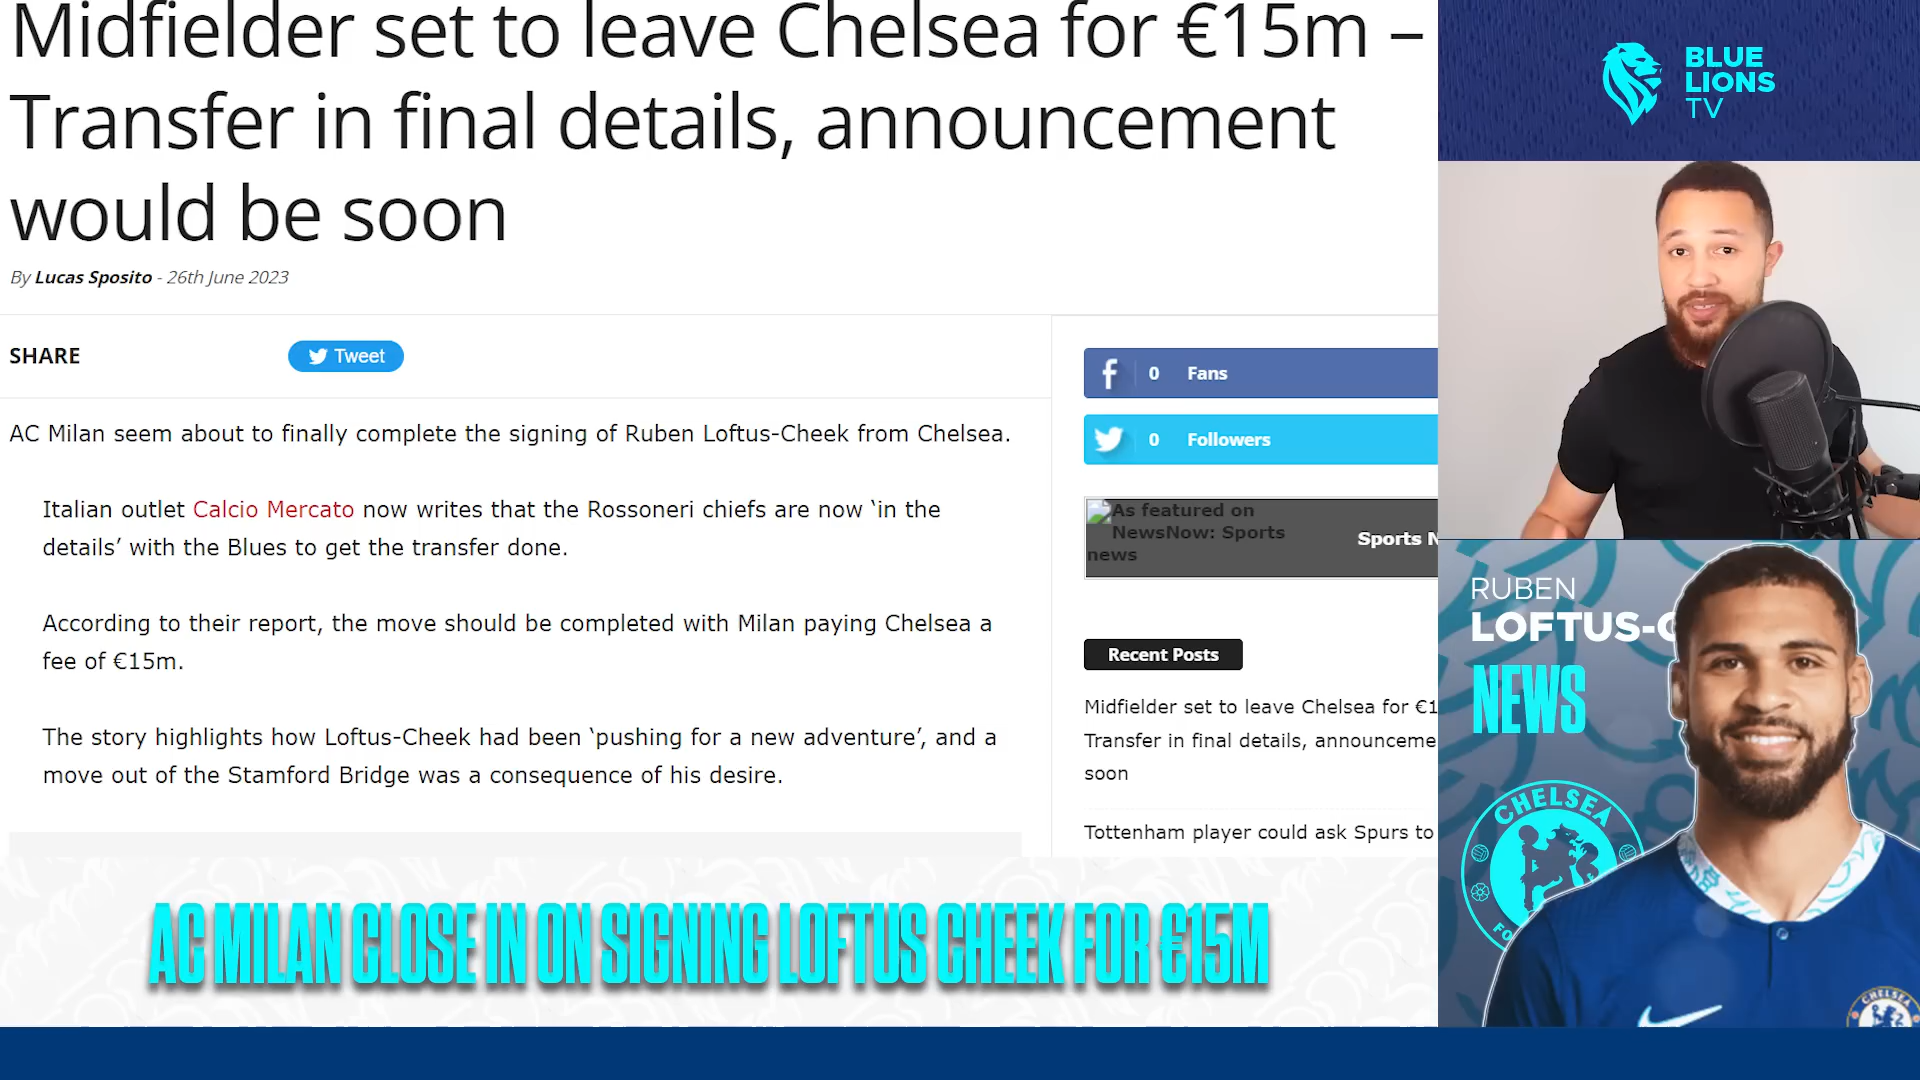 Midfielder set to leave Chelsea for €15m –
Transfer in final details, announcement
would be soon
By Lucas Sposito - 26th June 2023
SHARE
Tweet
AC Milan seem about to finally complete the signing of Ruben Loftus-Cheek from Chelsea.
Italian outlet Calcio Mercato now writes that the Rossoneri chiefs are now ‘in the
details’ with the Blues to get the transfer done.
According to their report, the move should be completed with Milan paying Chelsea a
fee of €15m.
The story highlights how Loftus-Cheek had been ‘pushing for a new adventure’, and a
move out of the Stamford Bridge was a consequence of his desire.
0 Fans
0 Followers
As featured on
NewsNow: Sports
news
Sports N
Recent Posts
Midfielder set to leave Chelsea for €1
Transfer in final details, announceme
soon
Tottenham player could ask Spurs to
AC MILAN CLOSE IN ON SIGNING LOFTUS CHEEK FOR €15M
BLUE
LIONS
TV
RUBEN
LOFTUS-C
NEWS
CHELSEA
FO
CHELSEA